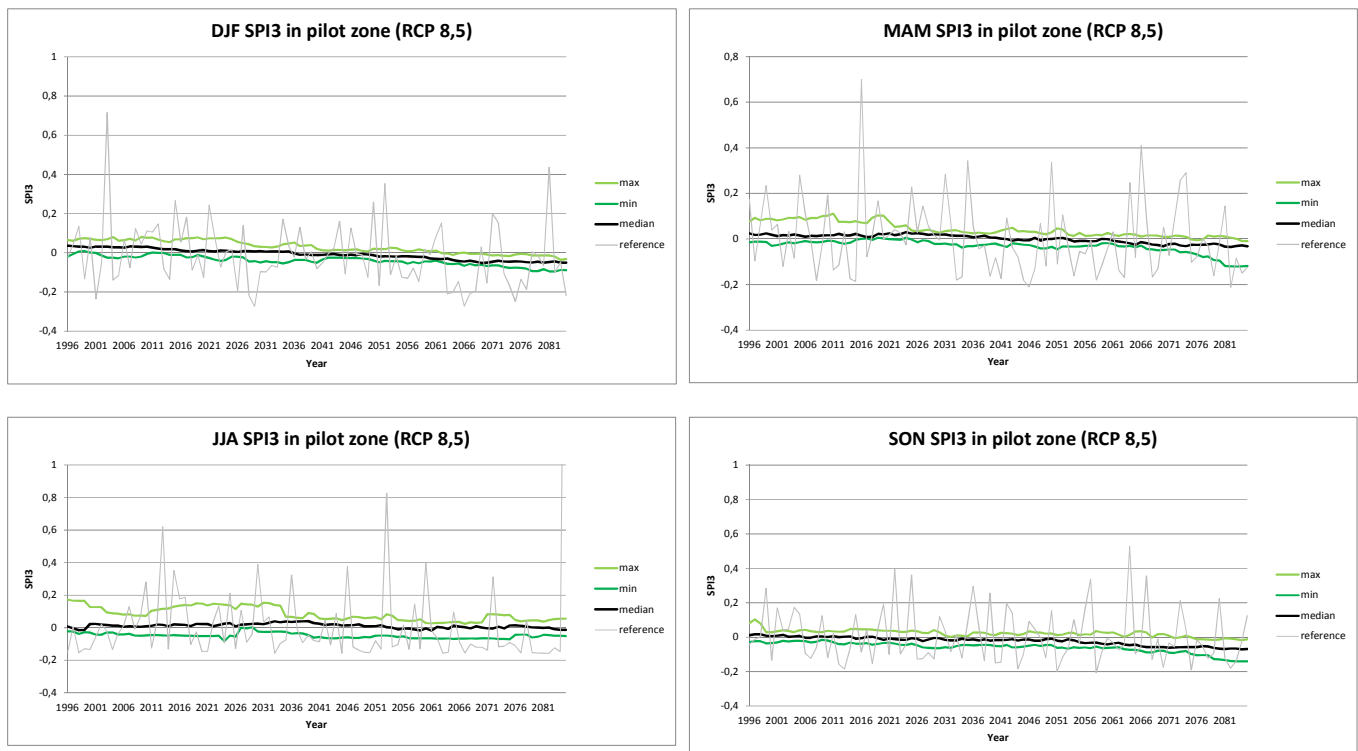 DJF SPI3 in pilot zone (RCP 8,5)
1
0,8
0,6
0,4
0,2
0
-0,2
-0,4
SPI3
1996 2001 2006 2011 2016 2021 2026 2031 2036 2041 2046 2051 2056 2061 2066 2071 2076 2081
Year
max
min
median
reference
MAM SPI3 in pilot zone (RCP 8,5)
0,8
0,6
0,4
0,2
0
-0,2
-0,4
SPI3
1996 2001 2006 2011 2016 2021 2026 2031 2036 2041 2046 2051 2056 2061 2066 2071 2076 2081
Year
max
min
median
reference
JJA SPI3 in pilot zone (RCP 8,5)
1
0,8
0,6
0,4
0,2
0
-0,2
-0,4
SPI3
1996 2001 2006 2011 2016 2021 2026 2031 2036 2041 2046 2051 2056 2061 2066 2071 2076 2081
Year
max
min
median
reference
SON SPI3 in pilot zone (RCP 8,5)
1
0,8
0,6
0,4
0,2
0
-0,2
-0,4
SPI3
1996 2001 2006 2011 2016 2021 2026 2031 2036 2041 2046 2051 2056 2061 2066 2071 2076 2081
Year
max
min
median
reference